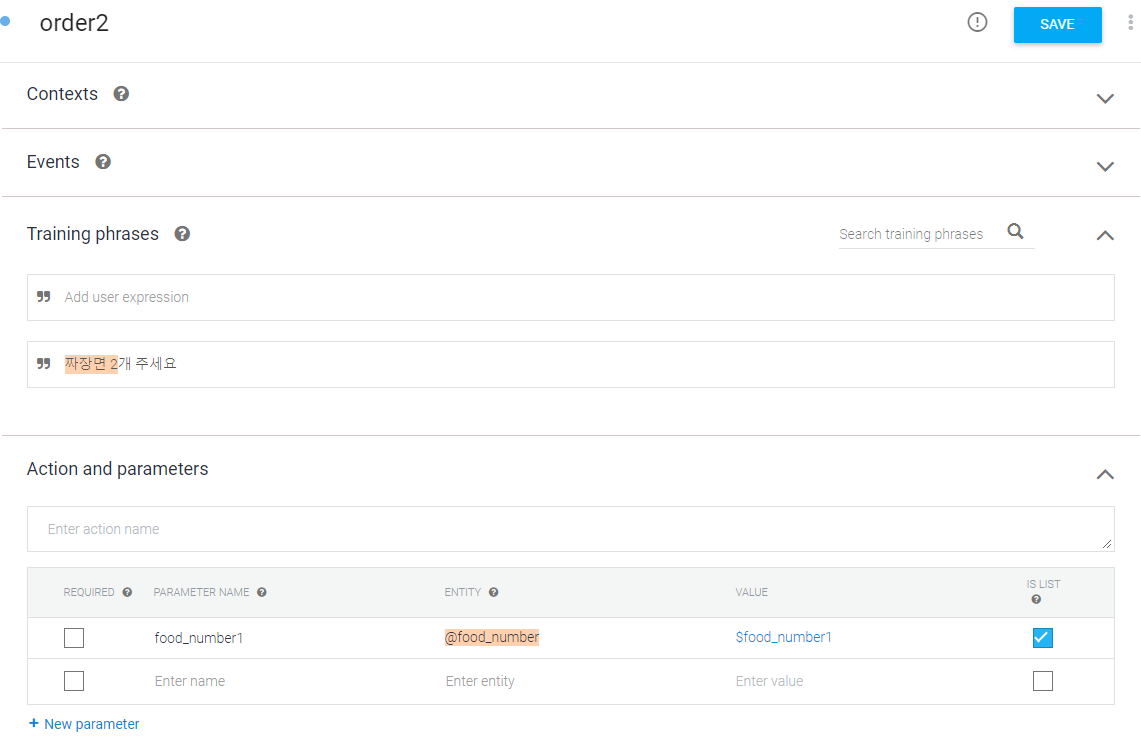 order2
SAVE
Contexts
Events
Training phrases
Search training phrases
Add user expression
짜장면 2개 주세요
Action and parameters
Enter action name
REQUIRED PARAMETER NAME ENTITY VALUE IS LIST
food_number1 @food_number $food_number1
Enter name Enter entity Enter value
+ New parameter